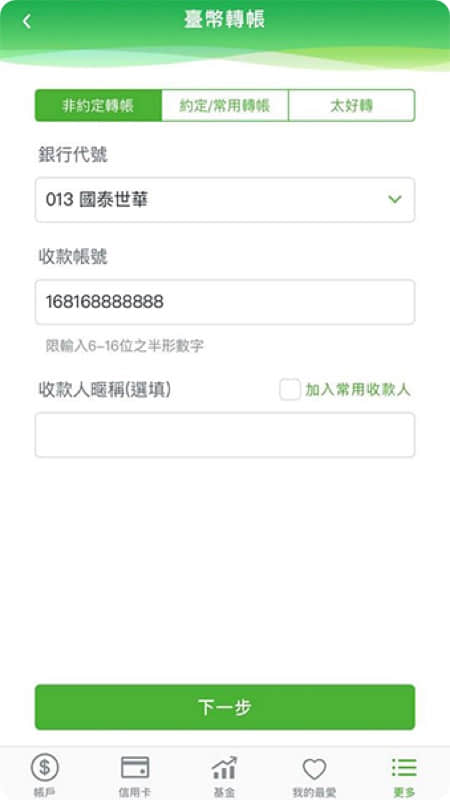 臺幣轉帳
非約定轉帳 約定/常用轉帳 太好轉
銀行代號
013 國泰世華
收款帳號
168168888888
限輸入6-16位之半形數字
收款人暱稱(選填) 加入常用收款人
下一步
帳戶 信用卡 基金 我的最愛 更多